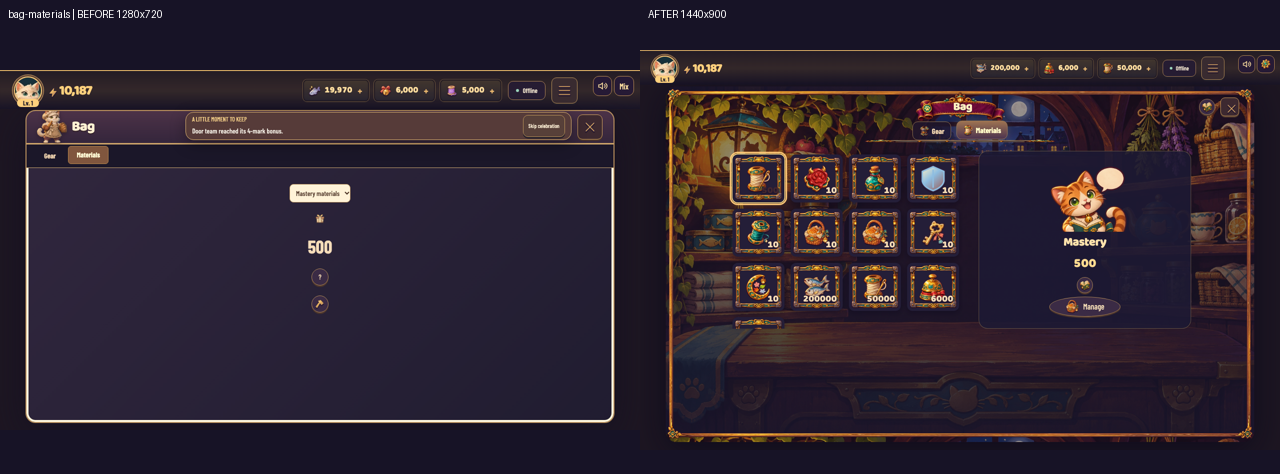 bag-materials | BEFORE 1280x720
AFTER 1440x900
Lv. 1
10,187
19,970 +
6,000 +
5,000 +
Offline
Mix
Bag
A LITTLE MOMENT TO KEEP
Door team reached its 4-mark bonus.
Skip celebration
Gear
Materials
Mastery materials
500
?
Lv. 1
10,187
200,000 +
6,000 +
50,000 +
Offline
Bag
Gear
Materials
10
10
10
10
10
10
10
10
200000
50000
6000
Mastery
500
Manage